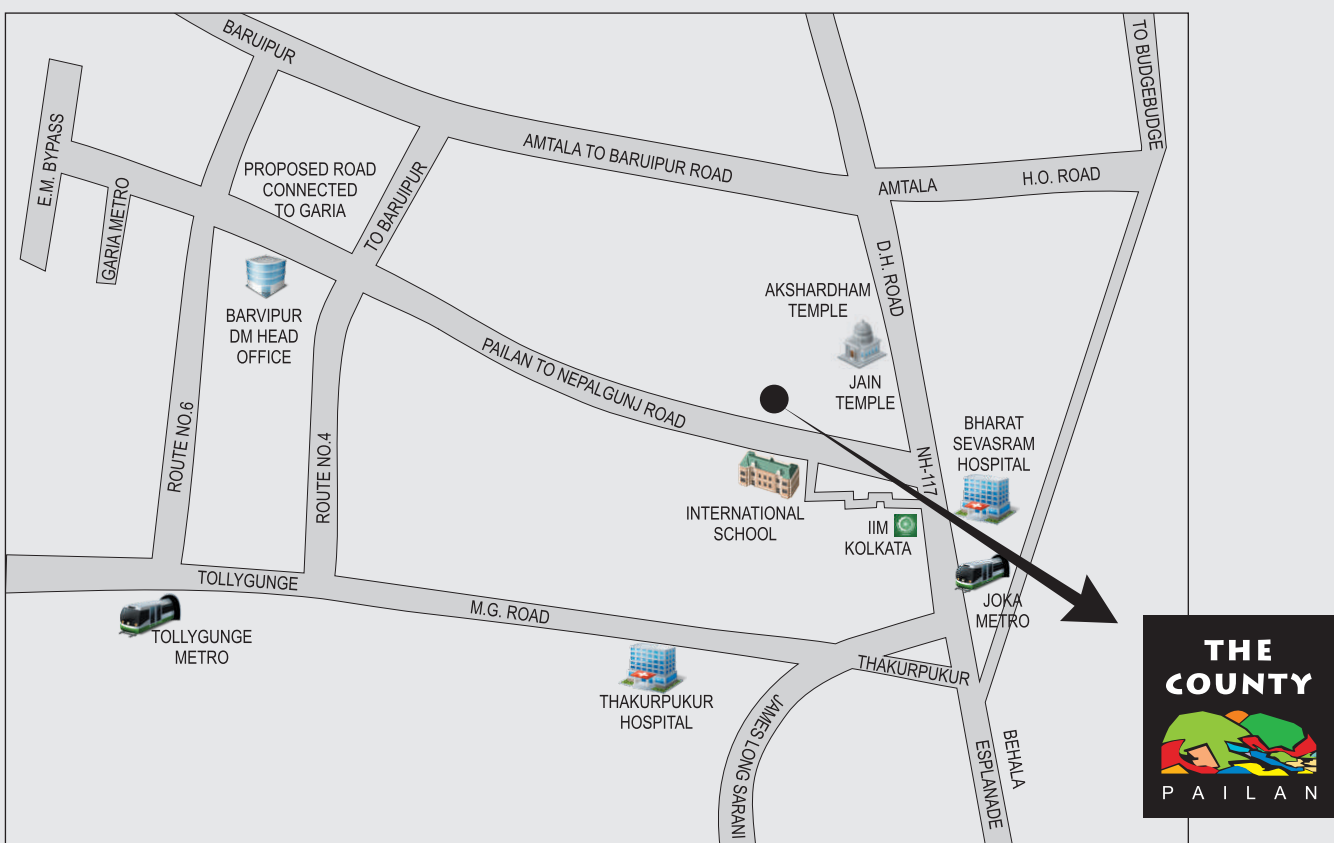 BARUIPUR
TO BUDGEBUDGE
E.M. BYPASS
GARIA METRO
PROPOSED ROAD
CONNECTED
TO GARIA
TO BARUIPUR
AMTALA TO BARUIPUR ROAD
AMTALA
H.O. ROAD
D.H. ROAD
BARVIPUR
DM HEAD
OFFICE
AKSHARDHAM
TEMPLE
JAIN
TEMPLE
PAILAN TO NEPALGUNJ ROAD
ROUTE NO.6
ROUTE NO.4
NH-117
BHARAT
SEVASRAM
HOSPITAL
INTERNATIONAL
SCHOOL
IIM
KOLKATA
JOKA
METRO
TOLLYGUNGE
M.G. ROAD
TOLLYGUNGE
METRO
THAKURPUKUR
THAKURPUKUR
HOSPITAL
JAMES LONG SARANI
BEHALA
ESPLANADE
THE
COUNTY
PAILAN